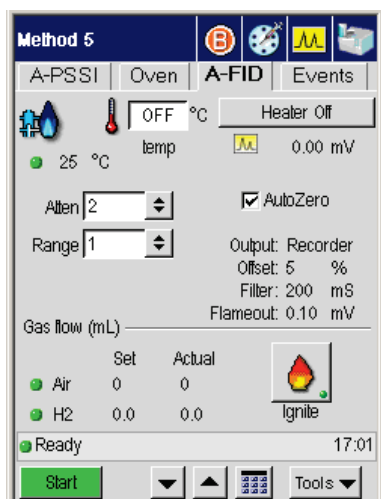 Method 5
B
A-PSSI Oven A-FID Events
OFF °C Heater Off
temp 0.00 mV
25 °C
Atten 2 AutoZero
Range 1 Output: Recorder
Offset: 5 %
Filter: 200 mS
Flameout: 0.10 mV
Gas flow (mL)
Set Actual
Air 0 0
H2 0.0 0.0 Ignite
Ready 17:01
Start Tools